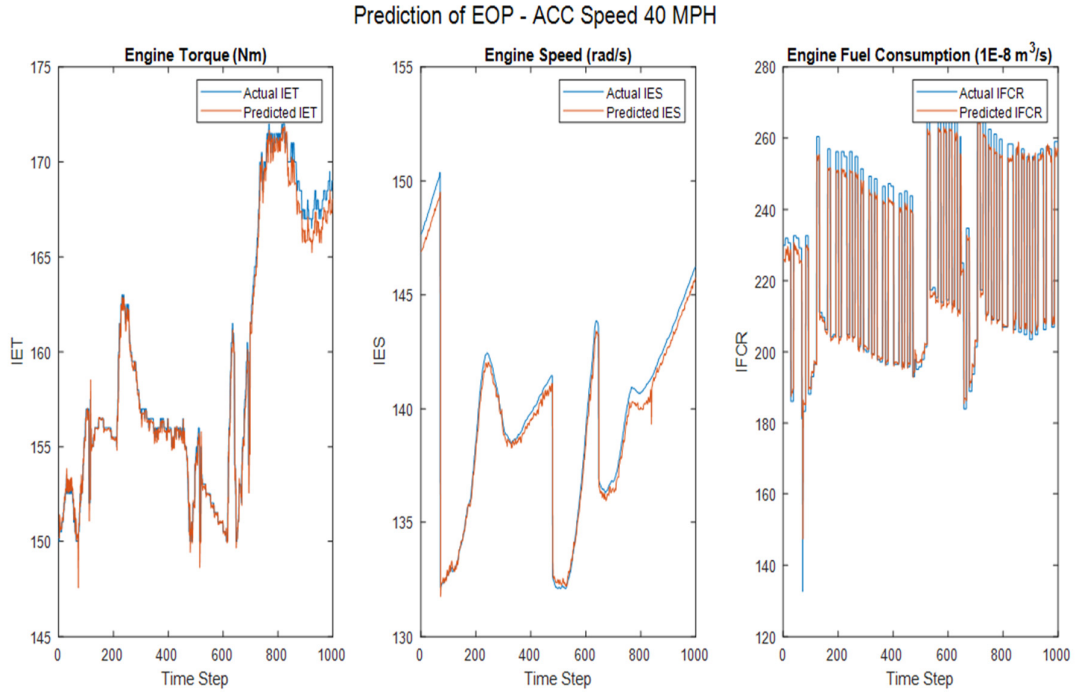 Prediction of EOP - ACC Speed 40 MPH
Engine Torque (Nm)
175
170
165
160
155
150
145
IET
0 200 400 600 800 1000
Time Step
Actual IET
Predicted IET
Engine Speed (rad/s)
155
150
145
140
135
130
IES
0 200 400 600 800 1000
Time Step
Actual IES
Predicted IES
Engine Fuel Consumption (1E-8 m³/s)
280
260
240
220
200
180
160
140
120
IFCR
0 200 400 600 800 1000
Time Step
Actual IFCR
Predicted IFCR